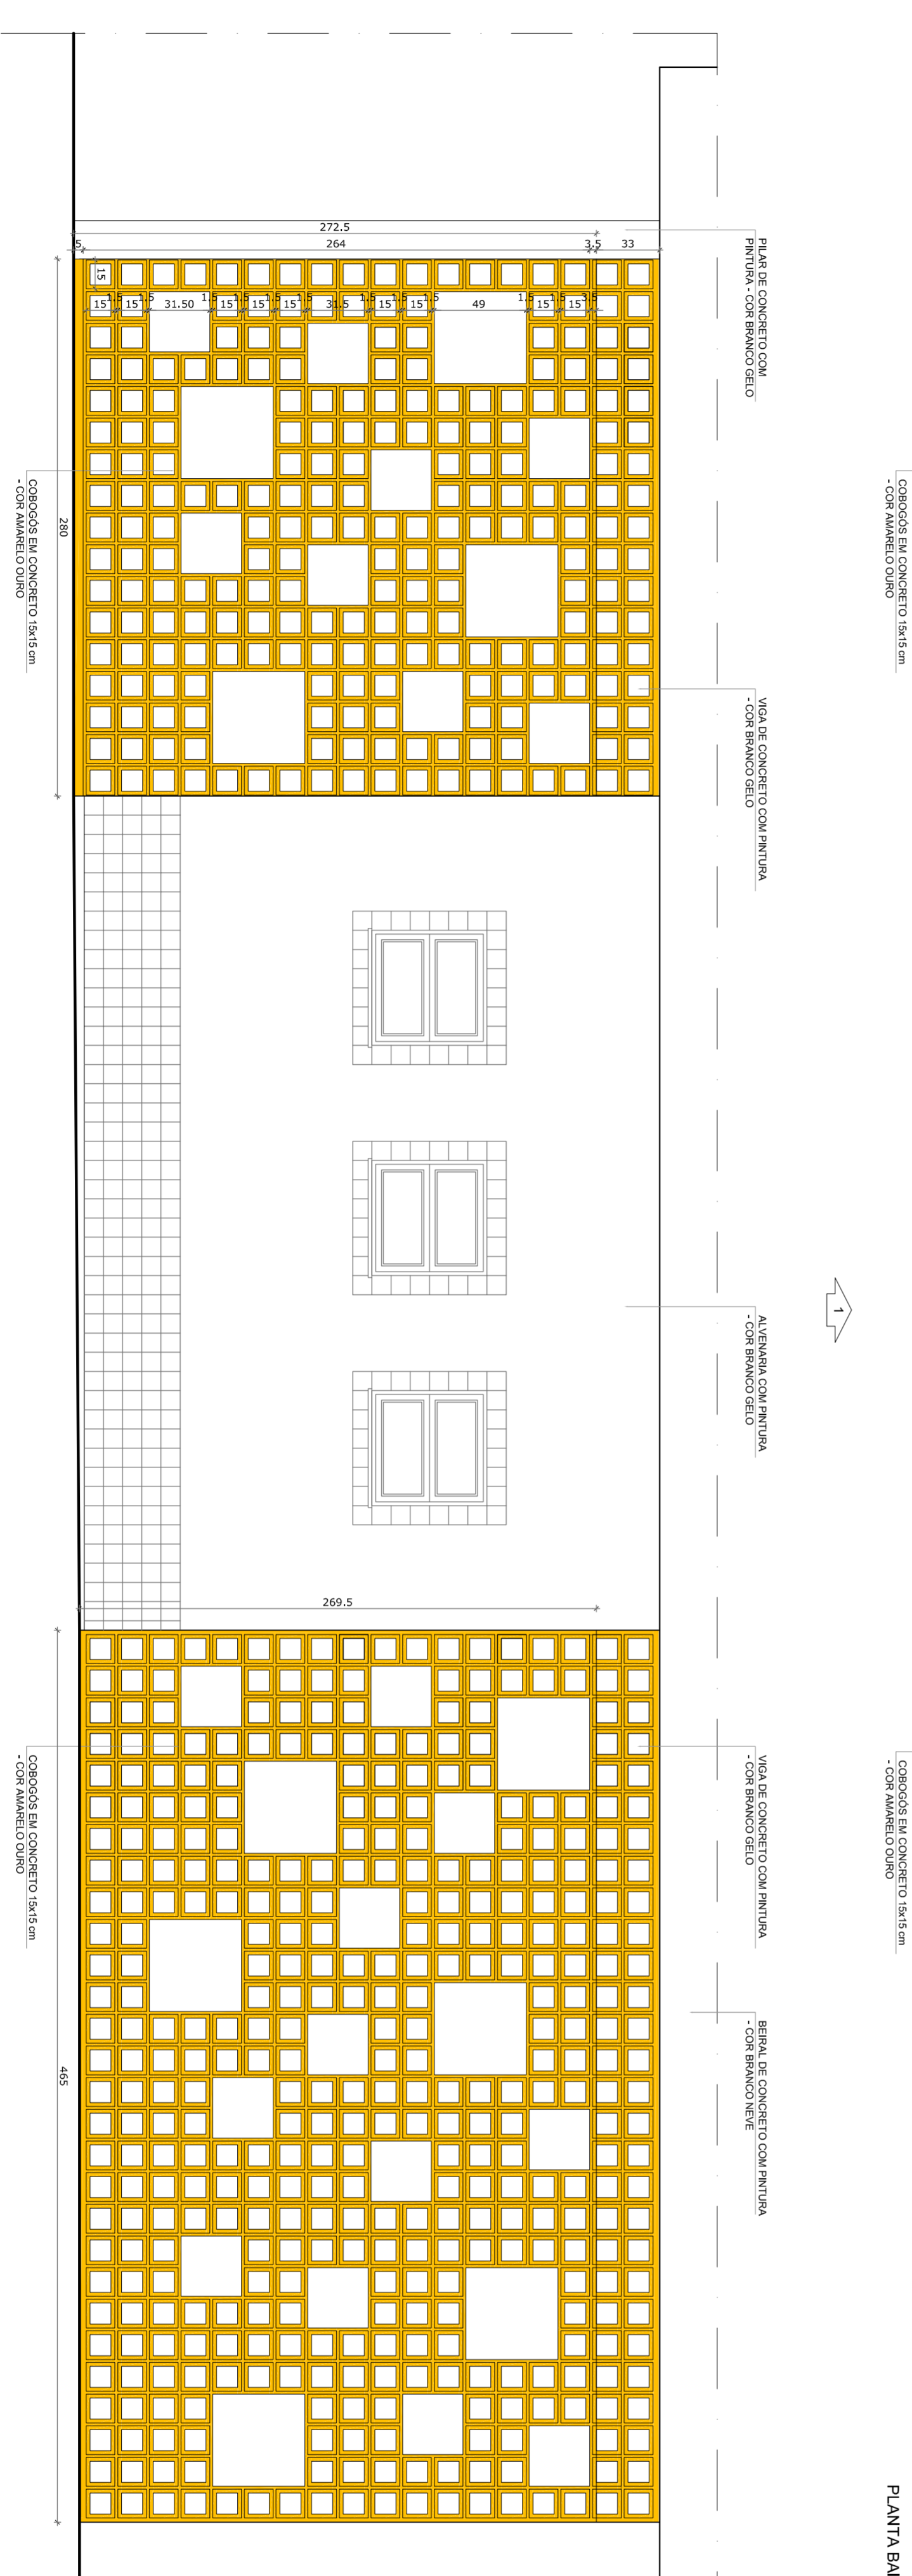 PILAR DE CONCRETO COM
PINTURA - COR BRANCO GELO
272.5
5
264
3.5
33
15
15
1.5
15
1.5
31.50
1.5
15
1.5
15
1.5
15
1.5
31.5
1.5
15
1.5
15
1.5
49
1.5
15
1.5
15
3.5
COBOGÓS EM CONCRETO 15x15 cm
- COR AMARELO OURO
280
COBOGÓS EM CONCRETO 15x15 cm
- COR AMARELO OURO
VIGA DE CONCRETO COM PINTURA
- COR BRANCO GELO
1
ALVENARIA COM PINTURA
- COR BRANCO GELO
269.5
COBOGÓS EM CONCRETO 15x15 cm
- COR AMARELO OURO
VIGA DE CONCRETO COM PINTURA
- COR BRANCO GELO
COBOGÓS EM CONCRETO 15x15 cm
- COR AMARELO OURO
BEIRAL DE CONCRETO COM PINTURA
- COR BRANCO NEVE
465